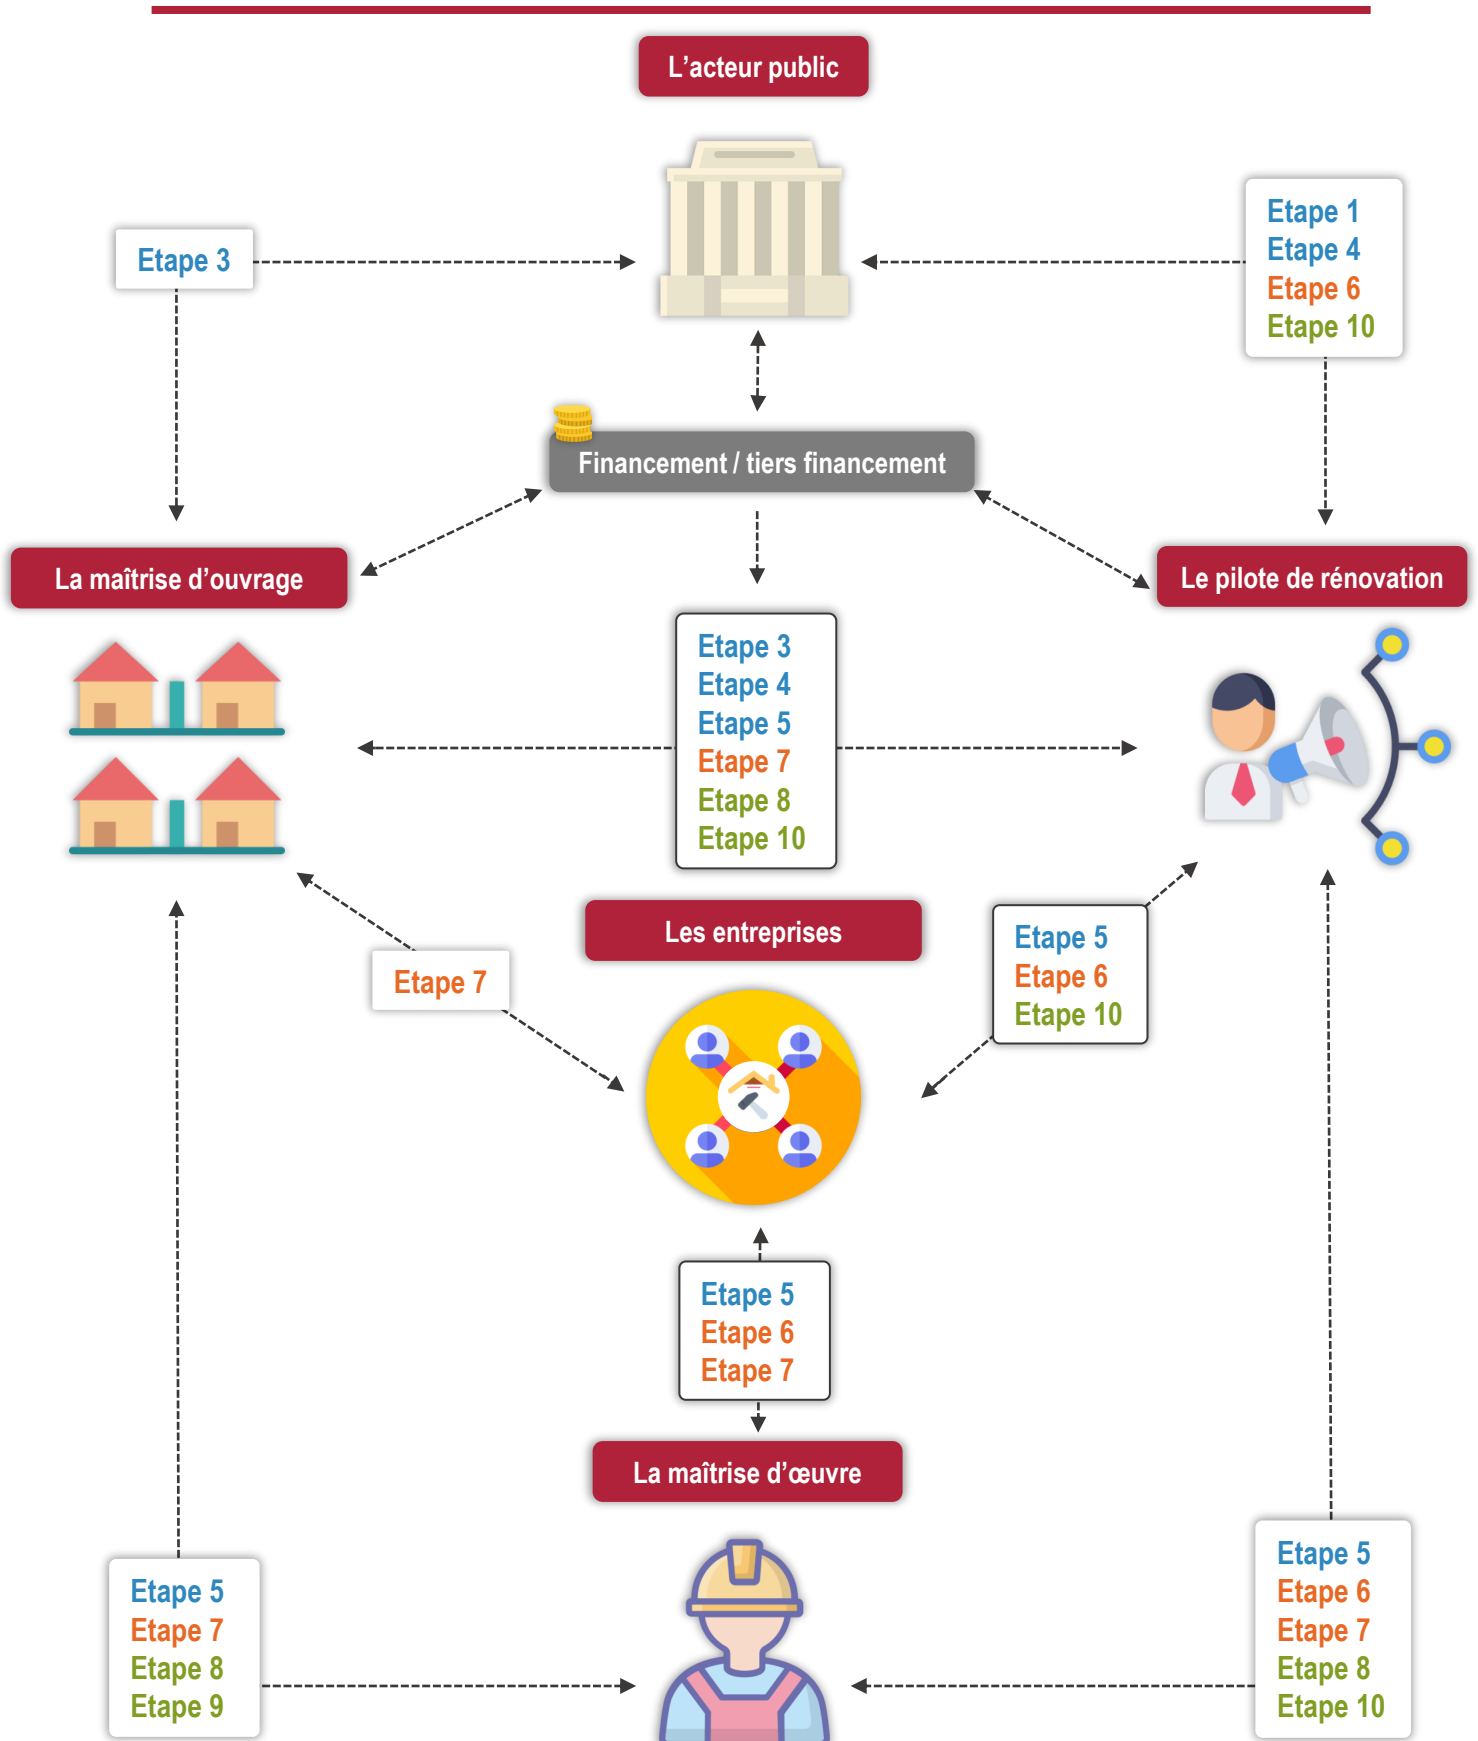 L'acteur public
Etape 3
Etape 1
Etape 4
Etape 6
Etape 10
Financement / tiers financement
La maîtrise d'ouvrage
Le pilote de rénovation
Etape 3
Etape 4
Etape 5
Etape 7
Etape 8
Etape 10
Les entreprises
Etape 7
Etape 5
Etape 6
Etape 10
Etape 5
Etape 6
Etape 7
La maîtrise d'œuvre
Etape 5
Etape 7
Etape 8
Etape 9
Etape 5
Etape 6
Etape 7
Etape 8
Etape 10